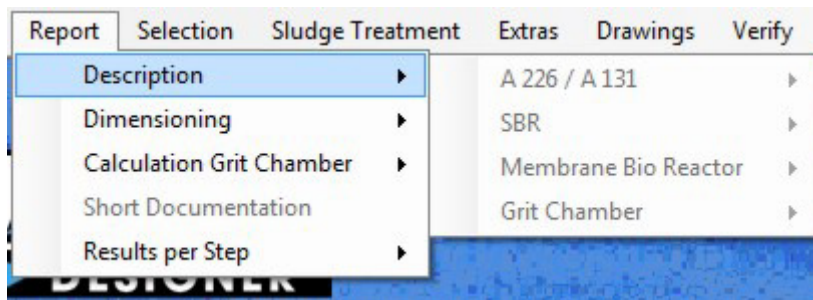 Report Selection Sludge Treatment Extras Drawings Verify
Description
Dimensioning
Calculation Grit Chamber
Short Documentation
Results per Step
A 226 / A 131
SBR
Membrane Bio Reactor
Grit Chamber
DESIGNER